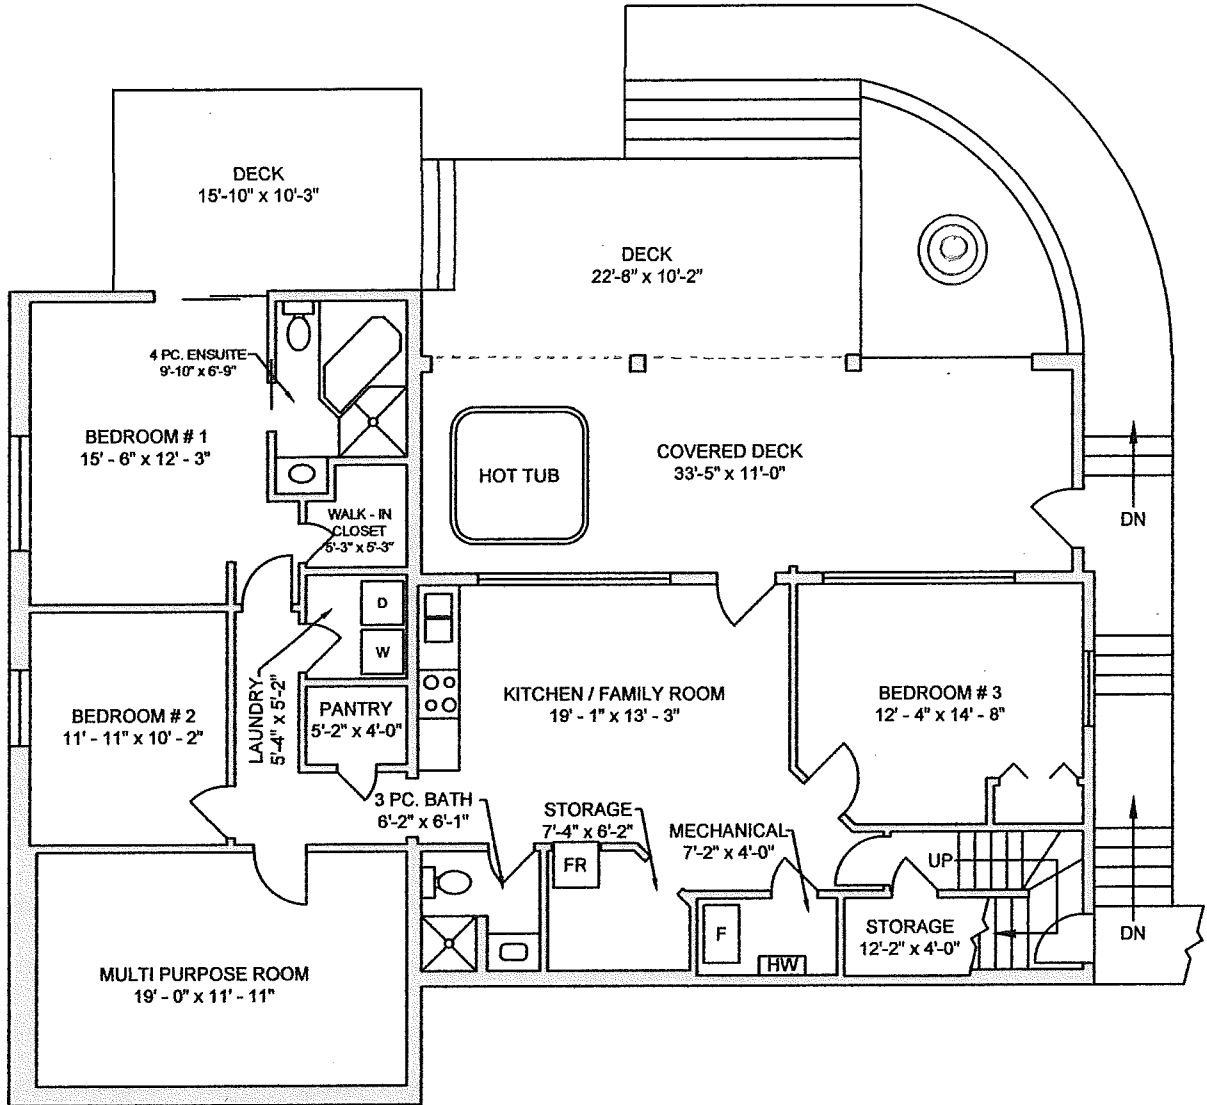 DECK
15'-10" x 10'-3"
DECK
22'-8" x 10'-2"
4 PC. ENSUITE
9'-10" x 6'-9"
BEDROOM # 1
15' - 6" x 12' - 3"
HOT TUB
COVERED DECK
33'-5" x 11'-0"
WALK - IN
CLOSET
5'-3" x 5'-3"
DN
D
W
LAUNDRY
5'-4" x 5'-2"
BEDROOM # 2
11' - 11" x 10' - 2"
PANTRY
5'-2" x 4'-0"
KITCHEN / FAMILY ROOM
19' - 1" x 13' - 3"
BEDROOM # 3
12' - 4" x 14' - 8"
3 PC. BATH
6'-2" x 6'-1"
STORAGE
7'-4" x 6'-2"
MECHANICAL
7'-2" x 4'-0"
FR
UP
F
HW
STORAGE
12'-2" x 4'-0"
DN
MULTI PURPOSE ROOM
19' - 0" x 11' - 11"